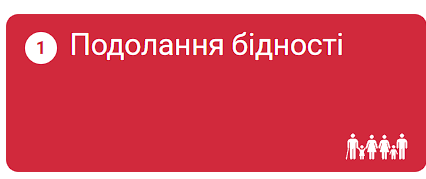 1 Подолання бідності